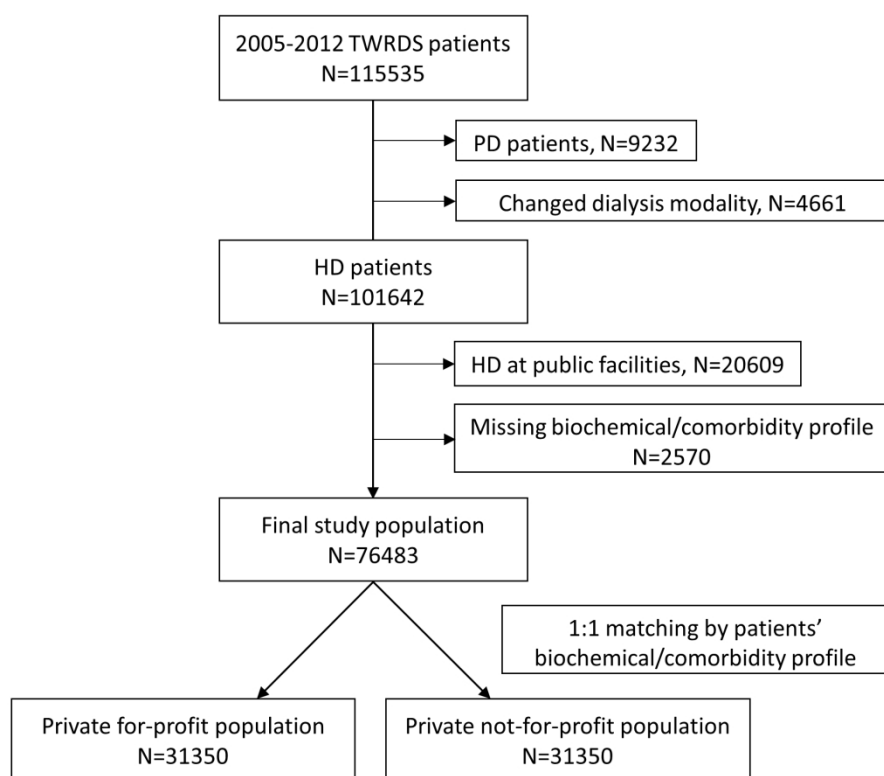 2005-2012 TWRDS patients
N=115535
PD patients, N=9232
Changed dialysis modality, N=4661
HD patients
N=101642
HD at public facilities, N=20609
Missing biochemical/comorbidity profile
N=2570
Final study population
N=76483
1:1 matching by patients’
biochemical/comorbidity profile
Private for-profit population
N=31350
Private not-for-profit population
N=31350